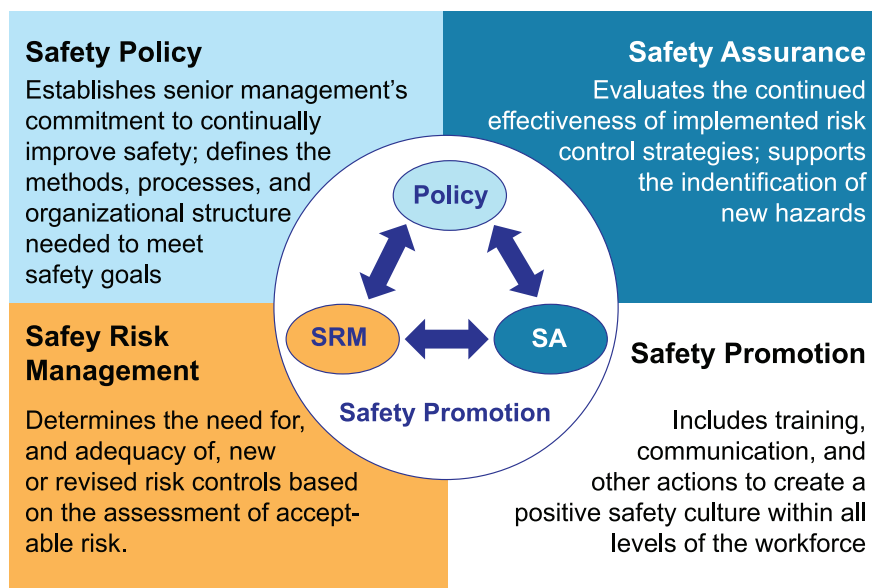 Safety Policy
Establishes senior management's
commitment to continually
improve safety; defines the
methods, processes, and
organizational structure
needed to meet
safety goals
Safety Assurance
Evaluates the continued
effectiveness of implemented risk
control strategies; supports
the indentification of
new hazards
Policy
SRM
SA
Safety Promotion
Safey Risk
Management
Determines the need for,
and adequacy of, new
or revised risk controls based
on the assessment of accept-
able risk.
Safety Promotion
Includes training,
communication, and
other actions to create a
positive safety culture within all
levels of the workforce